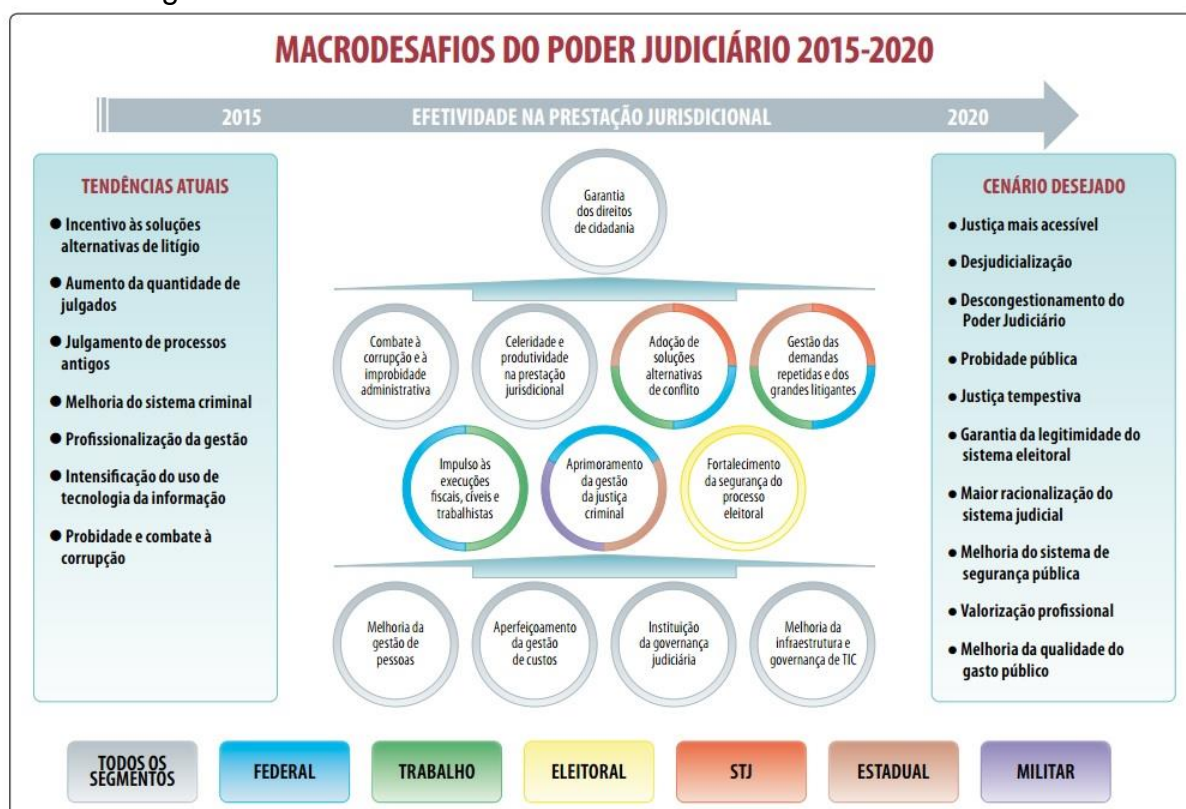 MACRODESAFIOS DO PODER JUDICIÁRIO 2015-2020
2015
EFETIVIDADE NA PRESTAÇÃO JURISDICIONAL
2020
TENDÊNCIAS ATUAIS
● Incentivo às soluções
alternativas de litígio
● Aumento da quantidade de
julgados
● Julgamento de processos
antigos
● Melhoria do sistema criminal
● Profissionalização da gestão
● Intensificação do uso de
tecnologia da informação
● Probidade e combate à
corrupção
Garantia
dos direitos
de cidadania
Combate à
corrupção e à
improbidade
administrativa
Celeridade e
produtividade
na prestação
jurisdicional
Adoção de
soluções
alternativas
de conflito
Gestão das
demandas
repetidas e dos
grandes litigantes
Impulso às
execuções
fiscais, cíveis e
trabalhistas
Aprimoramento
da gestão
da justiça
criminal
Fortalecimento
da segurança do
processo
eleitoral
Melhoria da
gestão de
pessoas
Aperfeiçoamento
da gestão
de custos
Instituição
da governança
judiciária
Melhoria da
infraestrutura e
governança de TIC
CENÁRIO DESEJADO
● Justiça mais acessível
● Desjudicialização
● Descongestionamento do
Poder Judiciário
● Probidade pública
● Justiça tempestiva
● Garantia da legitimidade do
sistema eleitoral
● Maior racionalização do
sistema judicial
● Melhoria do sistema de
segurança pública
● Valorização profissional
● Melhoria da qualidade do
gasto público
TODOS OS
SEGMENTOS
FEDERAL
TRABALHO
ELEITORAL
STJ
ESTADUAL
MILITAR